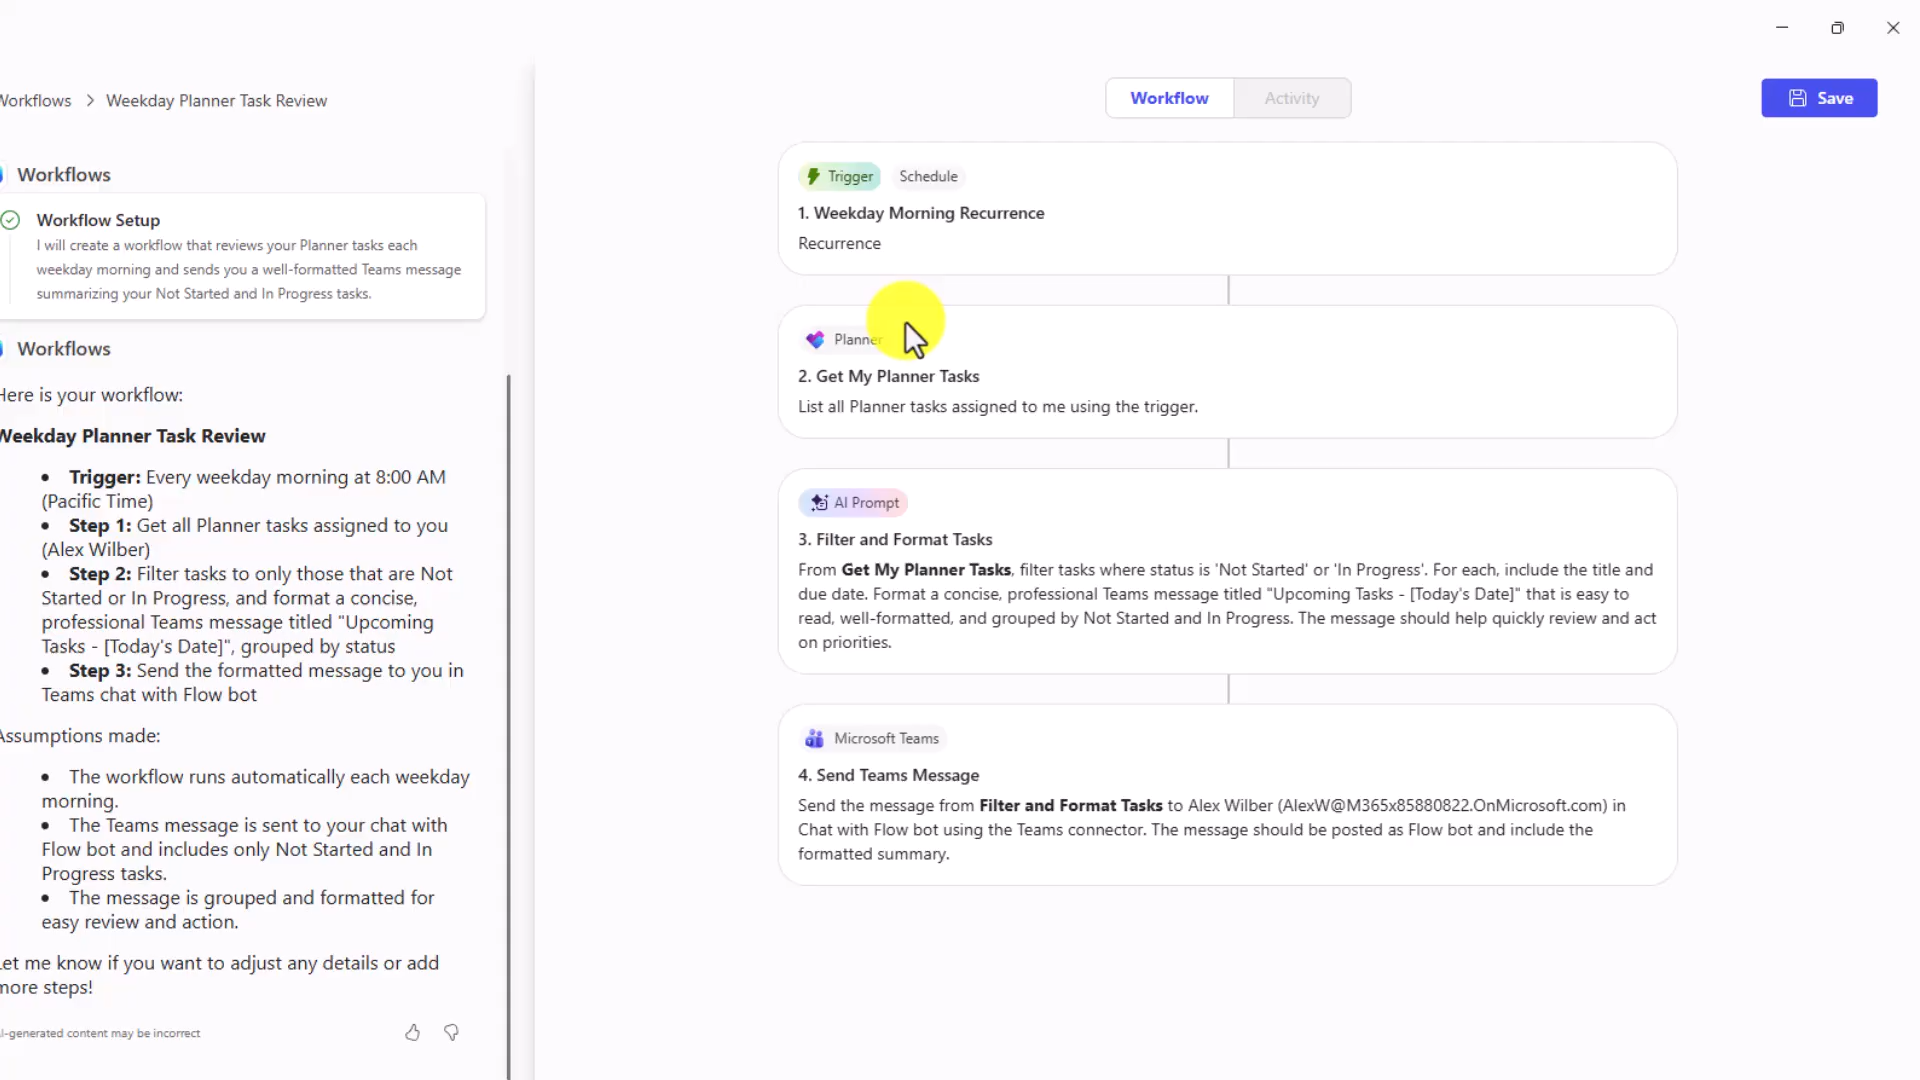 Workflows > Weekday Planner Task Review
Workflows
Workflow Setup
I will create a workflow that reviews your Planner tasks each
weekday morning and sends you a well-formatted Teams message
summarizing your Not Started and In Progress tasks.
Workflows
Here is your workflow:
Weekday Planner Task Review
• Trigger: Every weekday morning at 8:00 AM
(Pacific Time)
• Step 1: Get all Planner tasks assigned to you
(Alex Wilber)
• Step 2: Filter tasks to only those that are Not
Started or In Progress, and format a concise,
professional Teams message titled "Upcoming
Tasks - [Today's Date]", grouped by status
• Step 3: Send the formatted message to you in
Teams chat with Flow bot
Assumptions made:
• The workflow runs automatically each weekday
morning.
• The Teams message is sent to your chat with
Flow bot and includes only Not Started and In
Progress tasks.
• The message is grouped and formatted for
easy review and action.
Let me know if you want to adjust any details or add
more steps!
AI-generated content may be incorrect
Workflow
Activity
Save
Trigger
Schedule
1. Weekday Morning Recurrence
Recurrence
Planner
2. Get My Planner Tasks
List all Planner tasks assigned to me using the trigger.
AI Prompt
3. Filter and Format Tasks
From Get My Planner Tasks, filter tasks where status is 'Not Started' or 'In Progress'. For each, include the title and
due date. Format a concise, professional Teams message titled "Upcoming Tasks - [Today's Date]" that is easy to
read, well-formatted, and grouped by Not Started and In Progress. The message should help quickly review and act
on priorities.
Microsoft Teams
4. Send Teams Message
Send the message from Filter and Format Tasks to Alex Wilber (AlexW@M365x85880822.OnMicrosoft.com) in
Chat with Flow bot using the Teams connector. The message should be posted as Flow bot and include the
formatted summary.